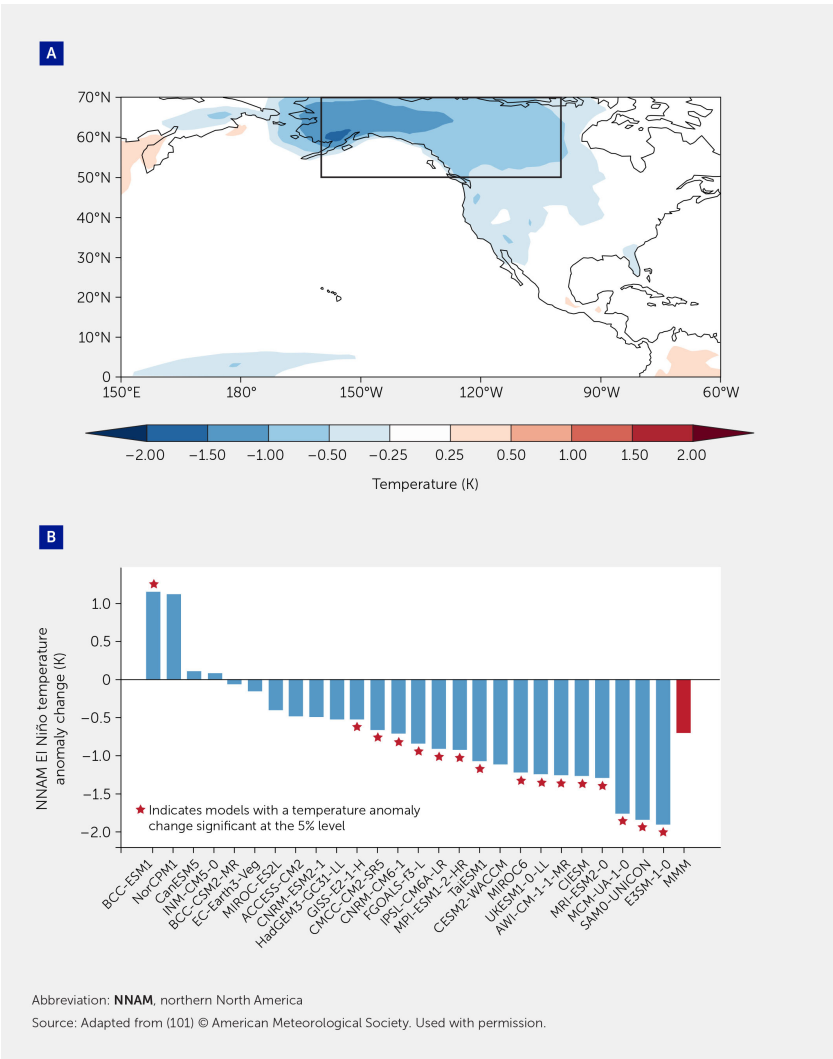 A
70°N
60°N
50°N
40°N
30°N
20°N
10°N
0
150°E 180° 150°W 120°W 90°W 60°W
−2.00 −1.50 −1.00 −0.50 −0.25 0.25 0.50 1.00 1.50 2.00
Temperature (K)
B
NNAM El Niño temperature
anomaly change (K)
1.0
0.5
0
−0.5
−1.0
−1.5
−2.0
★ Indicates models with a temperature anomaly
change significant at the 5% level
BCC-ESM1
NorCPM1
CanESM5
INM-CM5-0
BCC-CSM2-MR
EC-Earth3-Veg
MIROC-ES2L
ACCESS-CM2
CNRM-ESM2-1
HadGEM3-GC31-LL
GISS-E2-1-H
CMCC-CM2-SR5
CNRM-CM6-1
FGOALS-f3-L
IPSL-CM6A-LR
MPI-ESM1-2-HR
TaiESM1
CESM2-WACCM
MIROC6
UKESM1-0-LL
AWI-CM-1-1-MR
CIESM
MRI-ESM2-0
MCM-UA-1-0
SAM0-UNICON
E3SM-1-0
MMM
Abbreviation: NNAM, northern North America
Source: Adapted from (101) © American Meteorological Society. Used with permission.